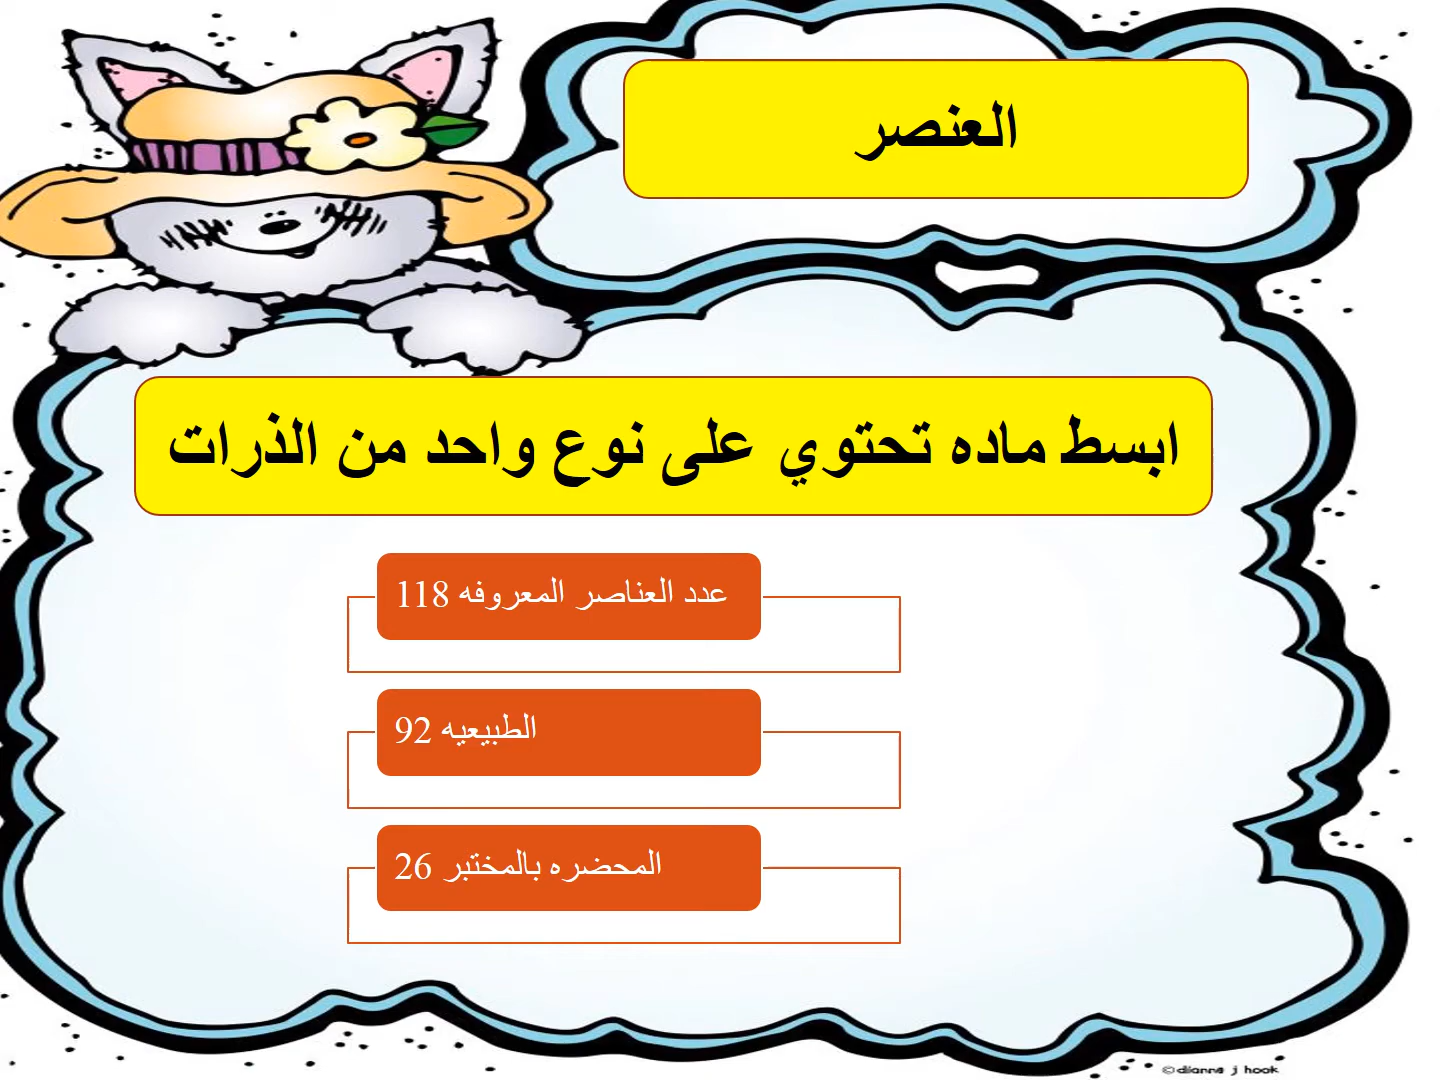 العنصر
ابسط ماده تحتوي على نوع واحد من الذرات
عدد العناصر المعروفه 118
الطبيعيه 92
المحضره بالمختبر 26
©dianne j hook